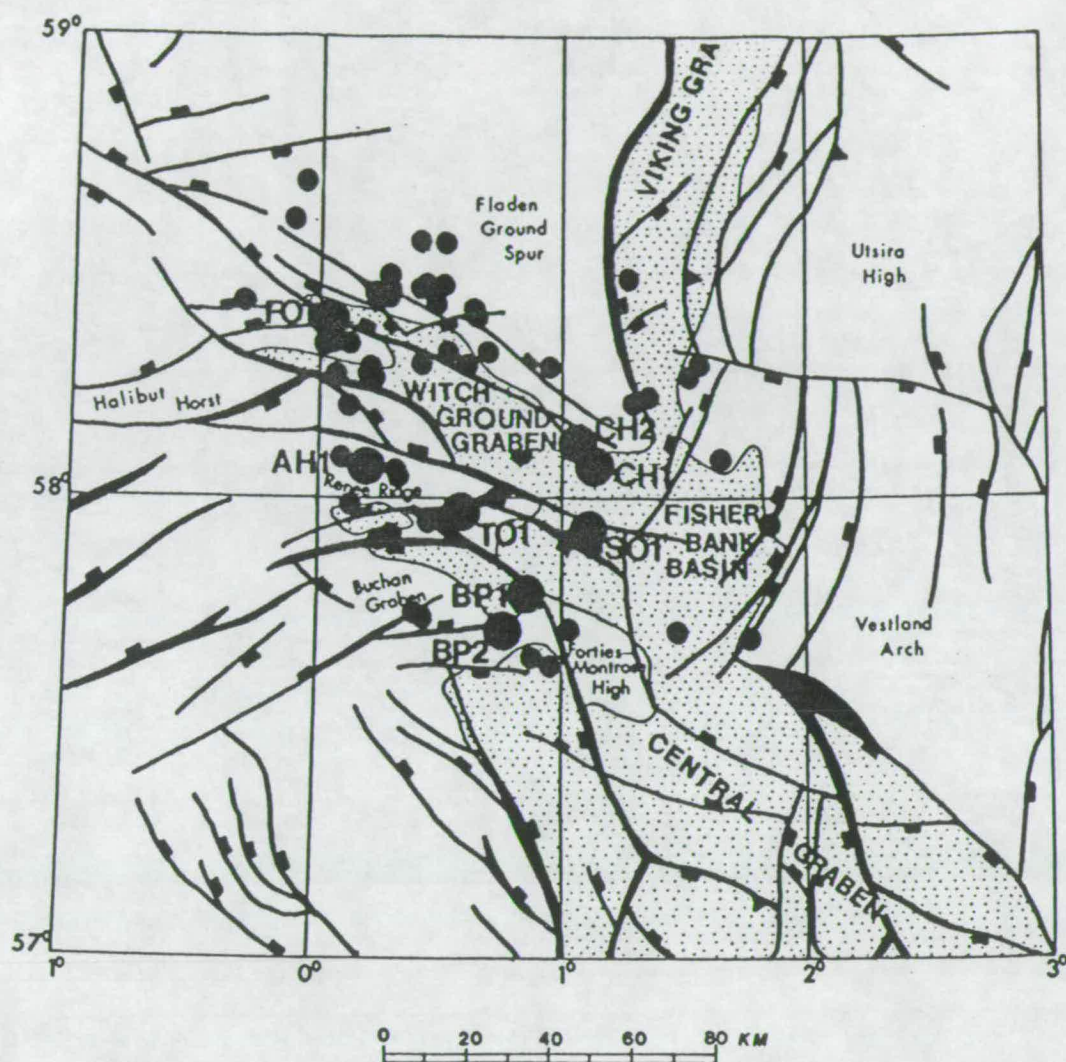 59°
VIKING GRA
Fladen
Ground
Spur
Utsira
High
FO1
WITCH
GROUND
GRABEN
Halibut Horst
CH2
CH1
AH1
Renee Ridge
58°
TO1
SO1
FISHER
BANK
BASIN
Buchan
Graben
BP1
BP2
Forties-
Montrose
High
Vestland
Arch
CENTRAL
GRABEN
57°
1° 0° 1° 2° 3°
0 20 40 60 80 KM